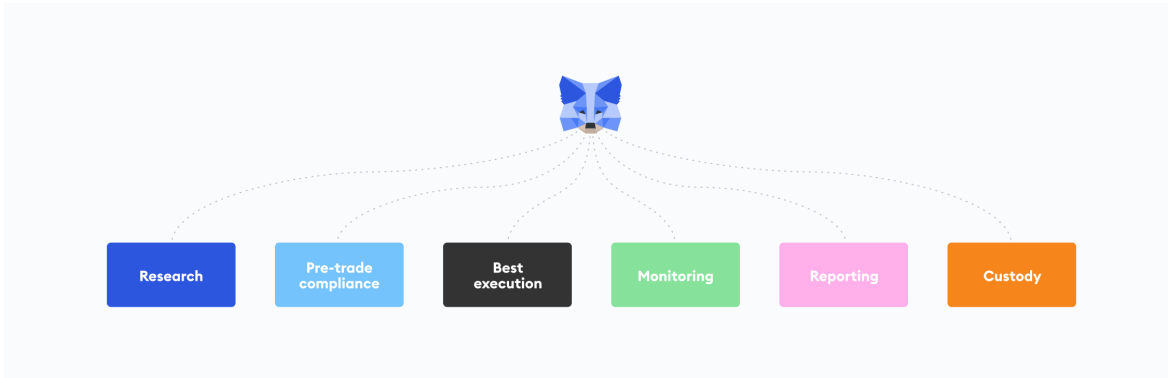 Research
Pre-trade
compliance
Best
execution
Monitoring
Reporting
Custody